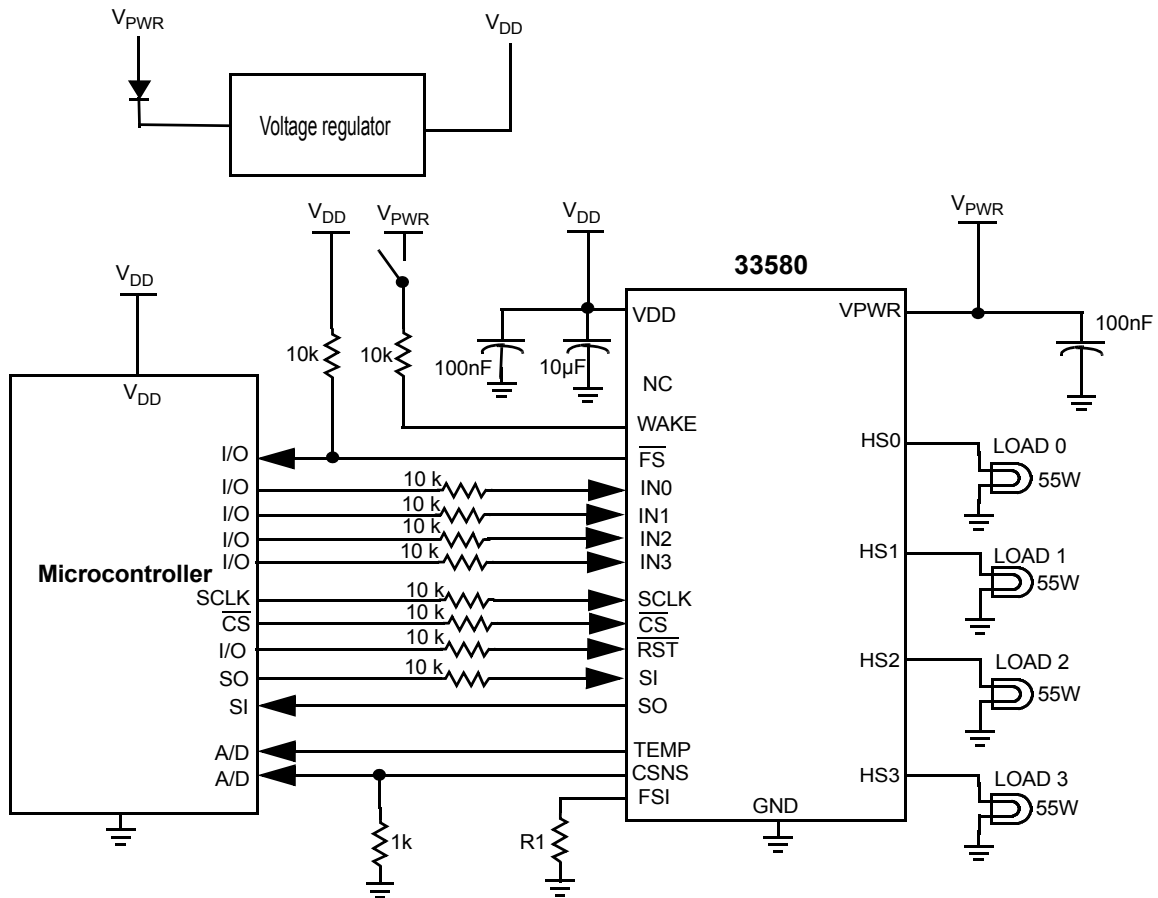 VPWR
VDD
Voltage regulator
VDD
VPWR
VDD
VPWR
33580
VDD
VDD
VPWR
100nF
10k
10k
100nF
10µF
VDD
NC
WAKE
HS0
LOAD 0
55W
I/O
FS
I/O
10 k
IN0
I/O
10 k
IN1
I/O
10 k
IN2
I/O
10 k
IN3
HS1
LOAD 1
55W
Microcontroller
SCLK
10 k
SCLK
CS
10 k
CS
I/O
10 k
RST
SO
10 k
SI
SI
SO
HS2
LOAD 2
55W
A/D
TEMP
A/D
CSNS
FSI
HS3
LOAD 3
55W
GND
1k
R1